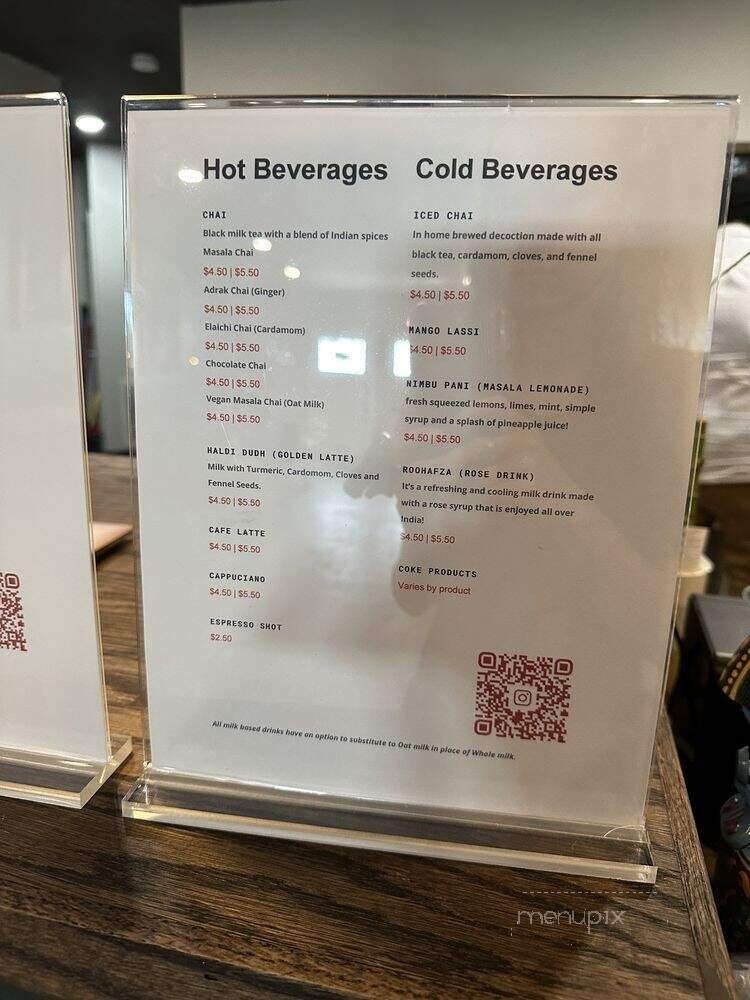 Hot Beverages
CHAI
Black milk tea with a blend of Indian spices
Masala Chai
$4.50 | $5.50
Adrak Chai (Ginger)
$4.50 | $5.50
Elaichi Chai (Cardamom)
$4.50 | $5.50
Chocolate Chai
$4.50 | $5.50
Vegan Masala Chai (Oat Milk)
$4.50 | $5.50
HALDI DUDH (GOLDEN LATTE)
Milk with Turmeric, Cardomom, Cloves and
Fennel Seeds.
$4.50 | $5.50
CAFE LATTE
$4.50 | $5.50
CAPPUCIANO
$4.50 | $5.50
ESPRESSO SHOT
$2.50
Cold Beverages
ICED CHAI
In home brewed decoction made with all
black tea, cardamom, cloves, and fennel
seeds.
$4.50 | $5.50
MANGO LASSI
$4.50 | $5.50
NIMBU PANI (MASALA LEMONADE)
fresh squeezed lemons, limes, mint, simple
syrup and a splash of pineapple juice!
$4.50 | $5.50
ROOHAFZA (ROSE DRINK)
It's a refreshing and cooling milk drink made
with a rose syrup that is enjoyed all over
India!
$4.50 | $5.50
COKE PRODUCTS
Varies by product
All milk based drinks have an option to substitute to Oat milk in place of Whole milk.
menupix